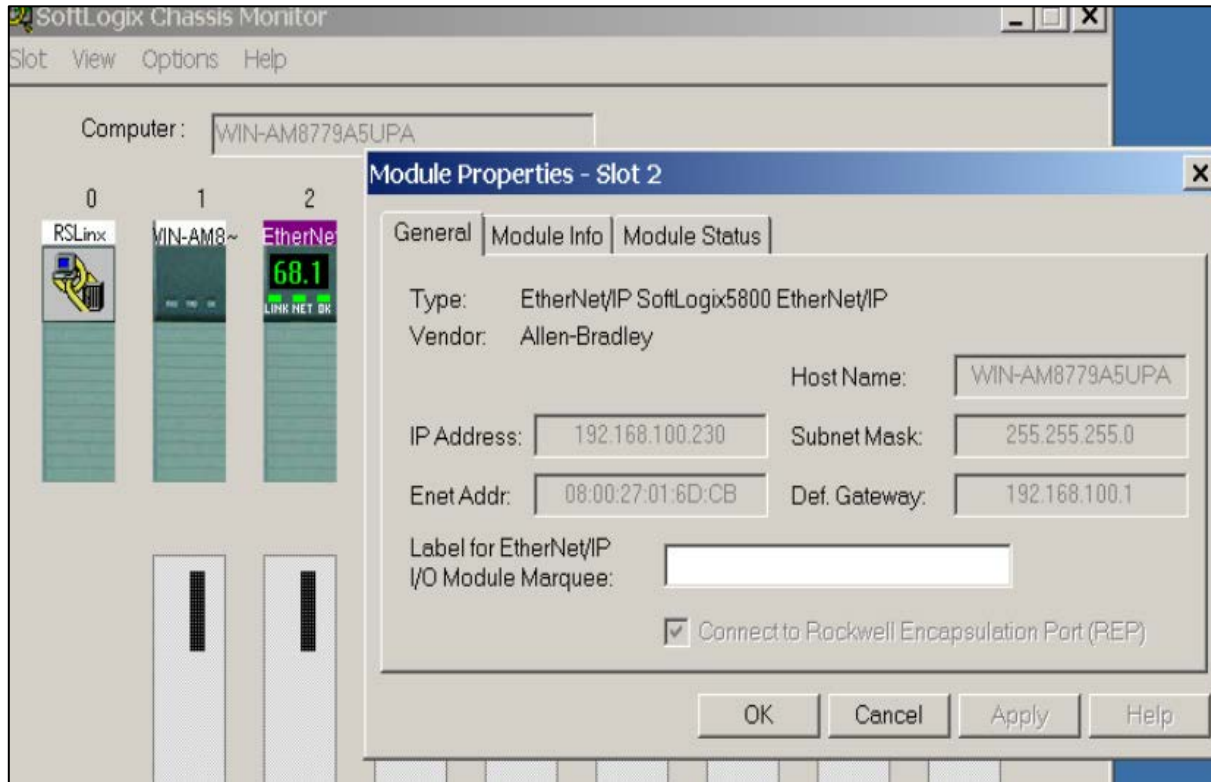 SoftLogix Chassis Monitor
Slot View Options Help
Computer : WIN-AM8779A5UPA
0 1 2
RSLinx WIN-AM8~ EtherNe
68.1
LINK NET OK
Module Properties - Slot 2
General Module Info Module Status
Type: EtherNet/IP SoftLogix5800 EtherNet/IP
Vendor: Allen-Bradley
Host Name: WIN-AM8779A5UPA
IP Address: 192.168.100.230 Subnet Mask: 255.255.255.0
Enet Addr: 08:00:27:01:6D:CB Def. Gateway: 192.168.100.1
Label for EtherNet/IP
I/O Module Marquee:
Connect to Rockwell Encapsulation Port (REP)
OK Cancel Apply Help